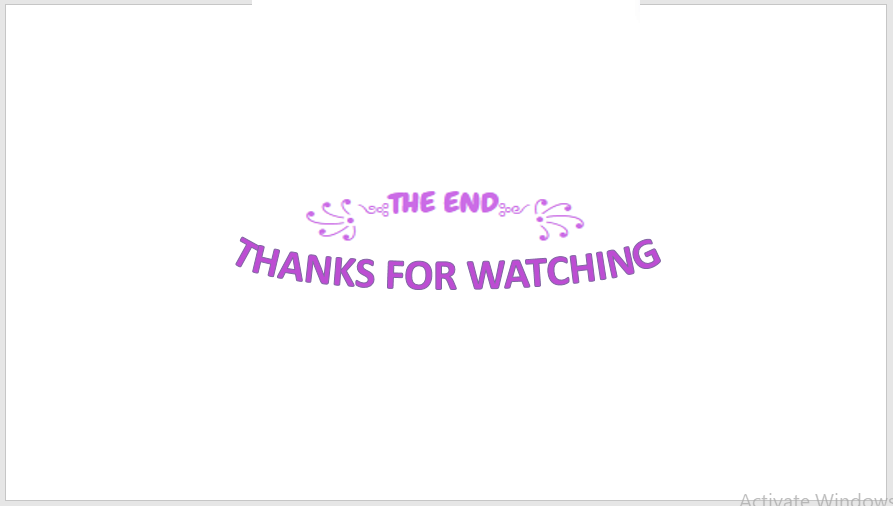 THE END
THANKS FOR WATCHING
Activate Windows